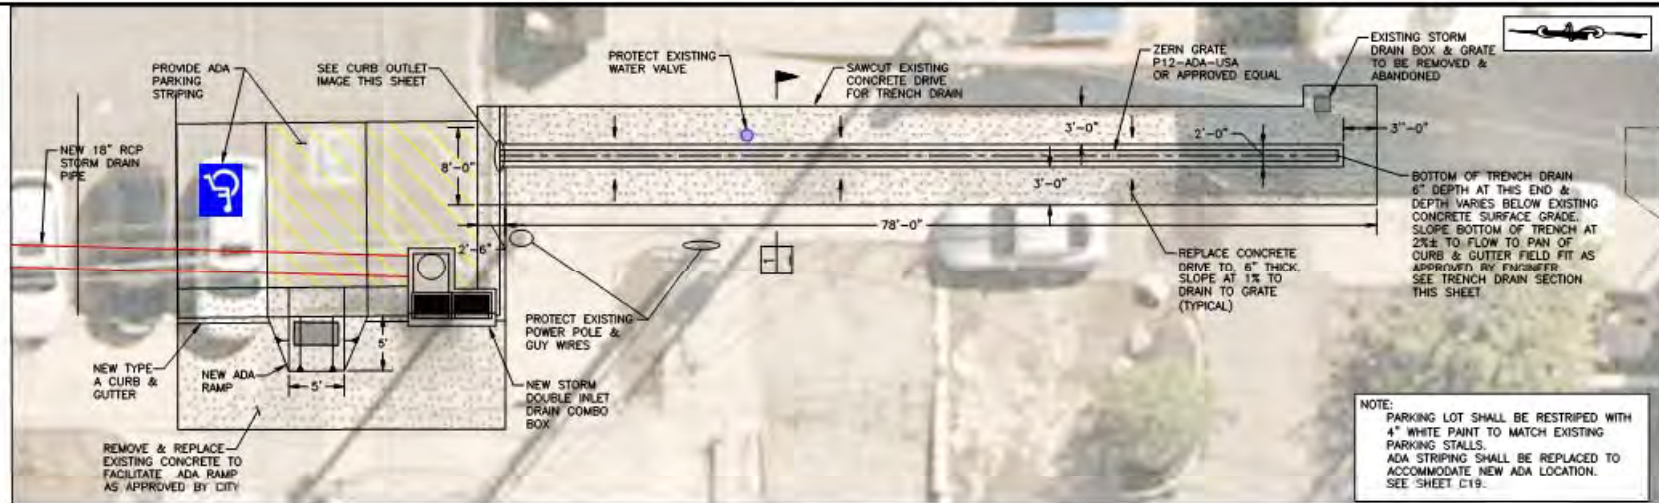 PROVIDE ADA
PARKING
STRIPING
SEE CURB OUTLET
IMAGE THIS SHEET
PROTECT EXISTING
WATER VALVE
SAWCUT EXISTING
CONCRETE DRIVE
FOR TRENCH DRAIN
ZERN GRATE
P12-ADA-USA
OR APPROVED EQUAL
EXISTING STORM
DRAIN BOX & GRATE
TO BE REMOVED &
ABANDONED
NEW 18" RCP
STORM DRAIN
PIPE
8'-0"
3'-0"
2'-0"
3"-0"
3'-0"
78'-0"
2'-6"
BOTTOM OF TRENCH DRAIN
6" DEPTH AT THIS END &
DEPTH VARIES BELOW EXISTING
CONCRETE SURFACE GRADE.
SLOPE BOTTOM OF TRENCH AT
2%± TO FLOW TO PAN OF
CURB & GUTTER FIELD FIT AS
APPROVED BY ENGINEER
SEE TRENCH DRAIN SECTION
THIS SHEET
REPLACE CONCRETE
DRIVE TO 6" THICK.
SLOPE AT 1% TO
DRAIN TO GRATE
(TYPICAL)
PROTECT EXISTING
POWER POLE &
GUY WIRES
NEW TYPE
A CURB &
GUTTER
NEW ADA
RAMP
5'
5'
NEW STORM
DOUBLE INLET
DRAIN COMBO
BOX
REMOVE & REPLACE
EXISTING CONCRETE TO
FACILITATE ADA RAMP
AS APPROVED BY CITY
NOTE:
PARKING LOT SHALL BE RESTRIPED WITH
4" WHITE PAINT TO MATCH EXISTING
PARKING STALLS.
ADA STRIPING SHALL BE REPLACED TO
ACCOMMODATE NEW ADA LOCATION.
SEE SHEET C19.